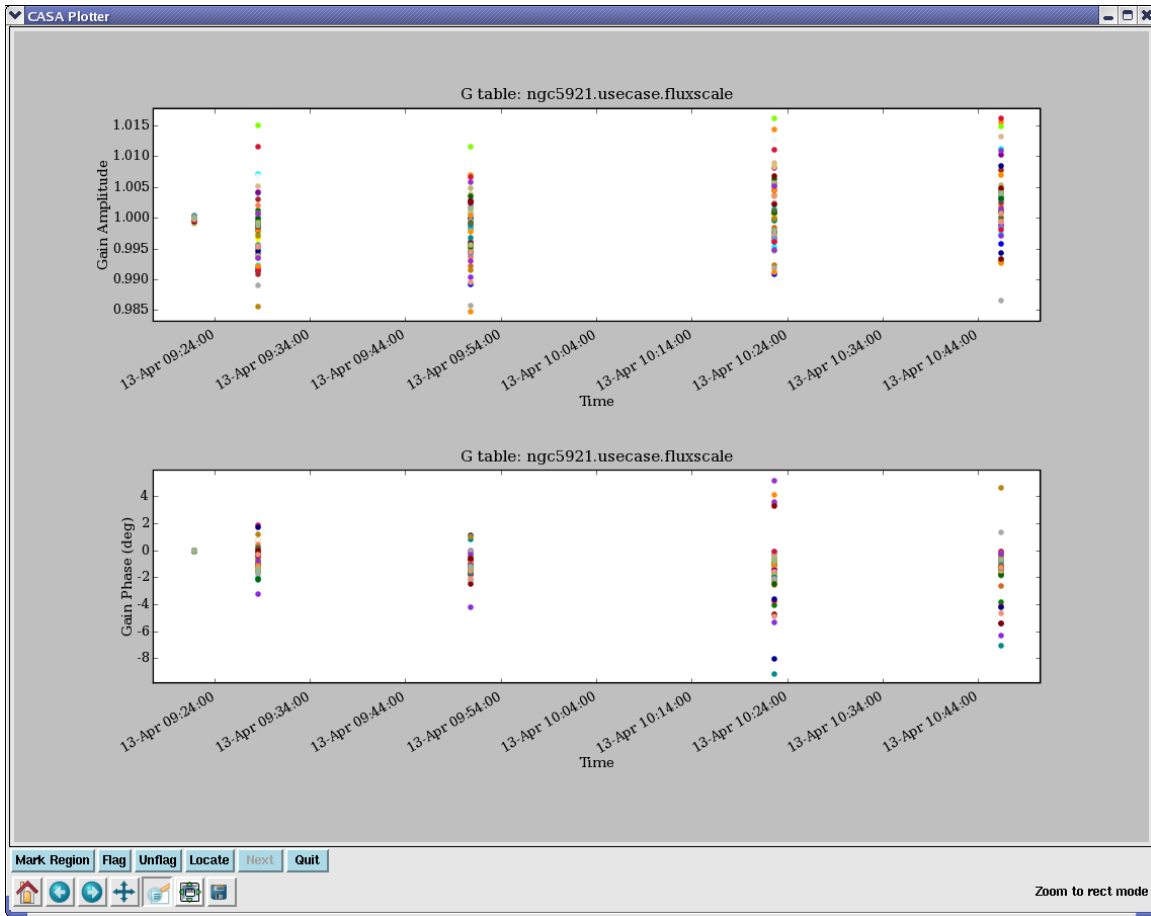 CASA Plotter
G table: ngc5921.usecase.fluxscale
Gain Amplitude
1.015
1.010
1.005
1.000
0.995
0.990
0.985
13-Apr 09:24:00
13-Apr 09:34:00
13-Apr 09:44:00
13-Apr 09:54:00
13-Apr 10:04:00
13-Apr 10:14:00
13-Apr 10:24:00
13-Apr 10:34:00
13-Apr 10:44:00
Time
G table: ngc5921.usecase.fluxscale
Gain Phase (deg)
4
2
0
-2
-4
-6
-8
13-Apr 09:24:00
13-Apr 09:34:00
13-Apr 09:44:00
13-Apr 09:54:00
13-Apr 10:04:00
13-Apr 10:14:00
13-Apr 10:24:00
13-Apr 10:34:00
13-Apr 10:44:00
Time
Mark Region Flag Unflag Locate Next Quit
Zoom to rect mode